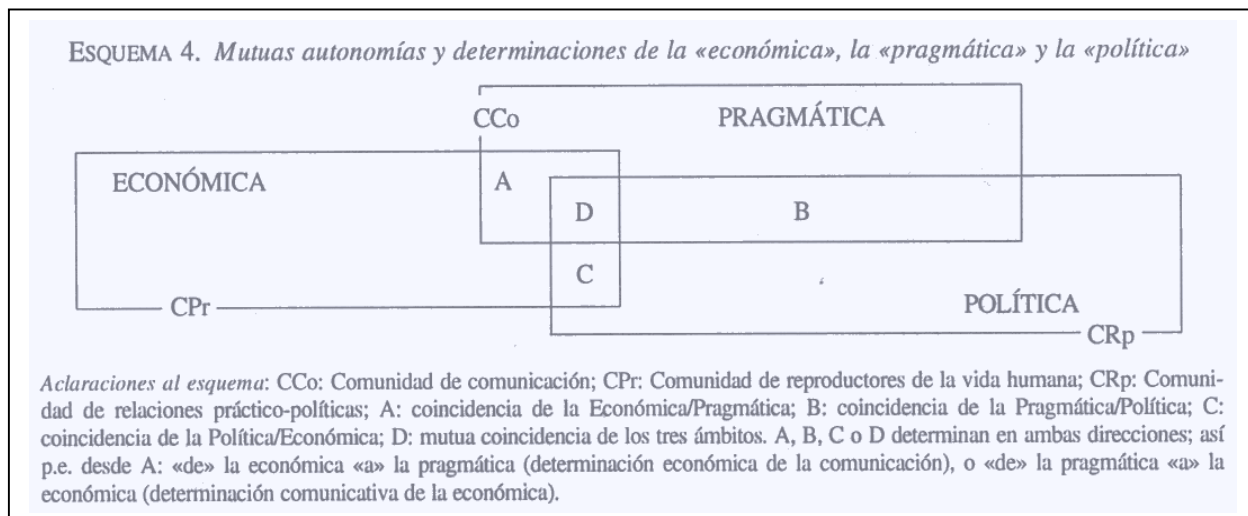 ESQUEMA 4. Mutuas autonomías y determinaciones de la «económica», la «pragmática» y la «política»
CCo
PRAGMÁTICA
ECONÓMICA
A
D
B
C
CPr
POLÍTICA
CRp
Aclaraciones al esquema: CCo: Comunidad de comunicación; CPr: Comunidad de reproductores de la vida humana; CRp: Comuni-
dad de relaciones práctico-políticas; A: coincidencia de la Económica/Pragmática; B: coincidencia de la Pragmática/Política; C:
coincidencia de la Política/Económica; D: mutua coincidencia de los tres ámbitos. A, B, C o D determinan en ambas direcciones; así
p.e. desde A: «de» la económica «a» la pragmática (determinación económica de la comunicación), o «de» la pragmática «a» la
económica (determinación comunicativa de la económica).